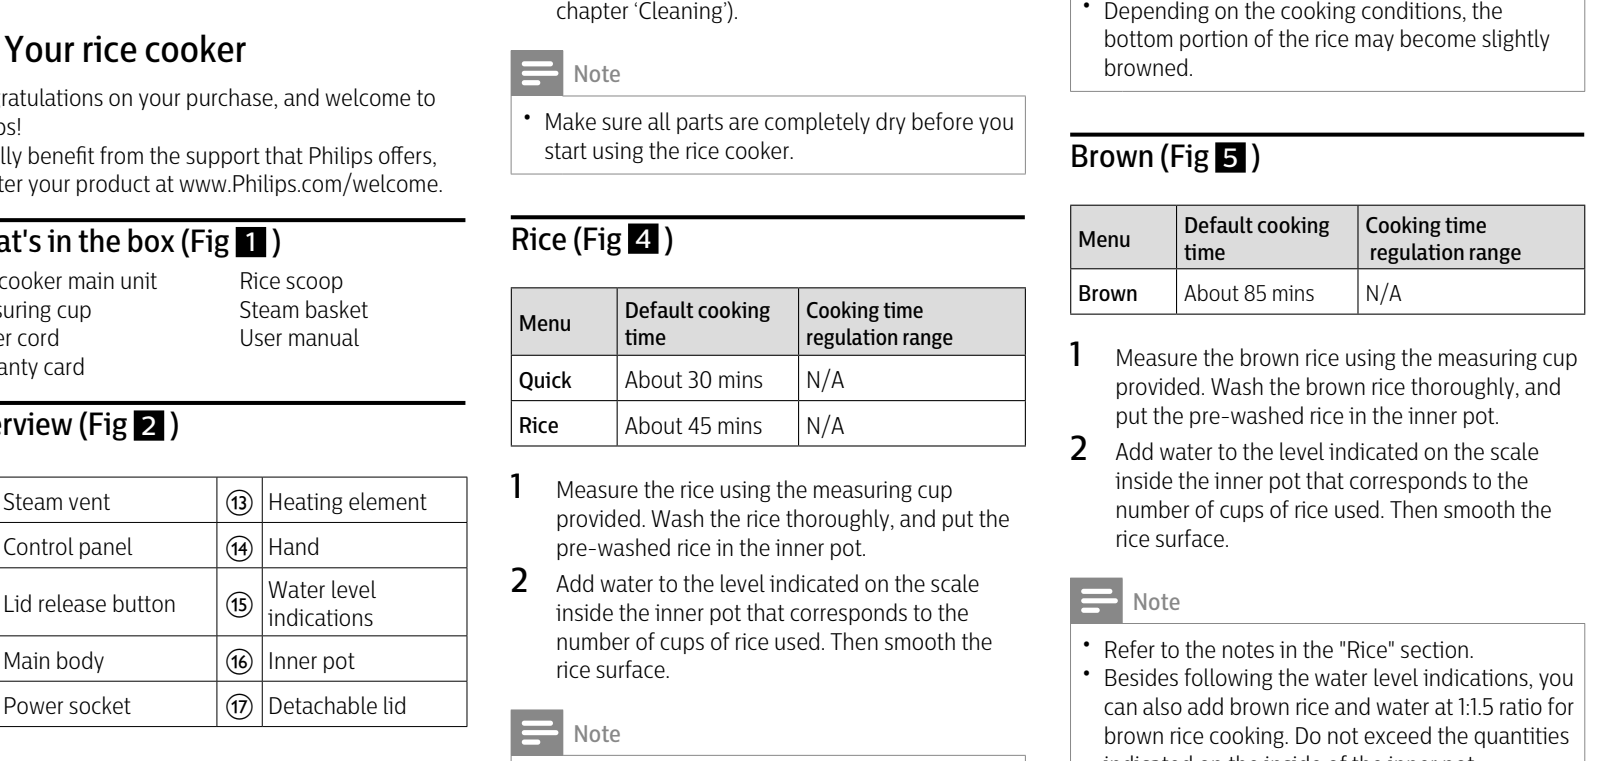 Your rice cooker
ratulations on your purchase, and welcome to
ps!
lly benefit from the support that Philips offers,
ter your product at www.Philips.com/welcome.
at's in the box (Fig 1 )
cooker main unit
suring cup
er cord
anty card
Rice scoop
Steam basket
User manual
rview (Fig 2 )
Steam vent ⑬ Heating element
Control panel ⑭ Hand
Lid release button ⑮ Water level
indications
Main body ⑯ Inner pot
Power socket ⑰ Detachable lid
chapter ‘Cleaning’).
Note
• Make sure all parts are completely dry before you
start using the rice cooker.
Rice (Fig 4 )
Menu Default cooking time Cooking time regulation range
Quick About 30 mins N/A
Rice About 45 mins N/A
1 Measure the rice using the measuring cup
provided. Wash the rice thoroughly, and put the
pre-washed rice in the inner pot.
2 Add water to the level indicated on the scale
inside the inner pot that corresponds to the
number of cups of rice used. Then smooth the
rice surface.
Note
• Depending on the cooking conditions, the
bottom portion of the rice may become slightly
browned.
Brown (Fig 5 )
Menu Default cooking time Cooking time regulation range
Brown About 85 mins N/A
1 Measure the brown rice using the measuring cup
provided. Wash the brown rice thoroughly, and
put the pre-washed rice in the inner pot.
2 Add water to the level indicated on the scale
inside the inner pot that corresponds to the
number of cups of rice used. Then smooth the
rice surface.
Note
• Refer to the notes in the "Rice" section.
• Besides following the water level indications, you
can also add brown rice and water at 1:1.5 ratio for
brown rice cooking. Do not exceed the quantities
indicated on the inside of the inner pot